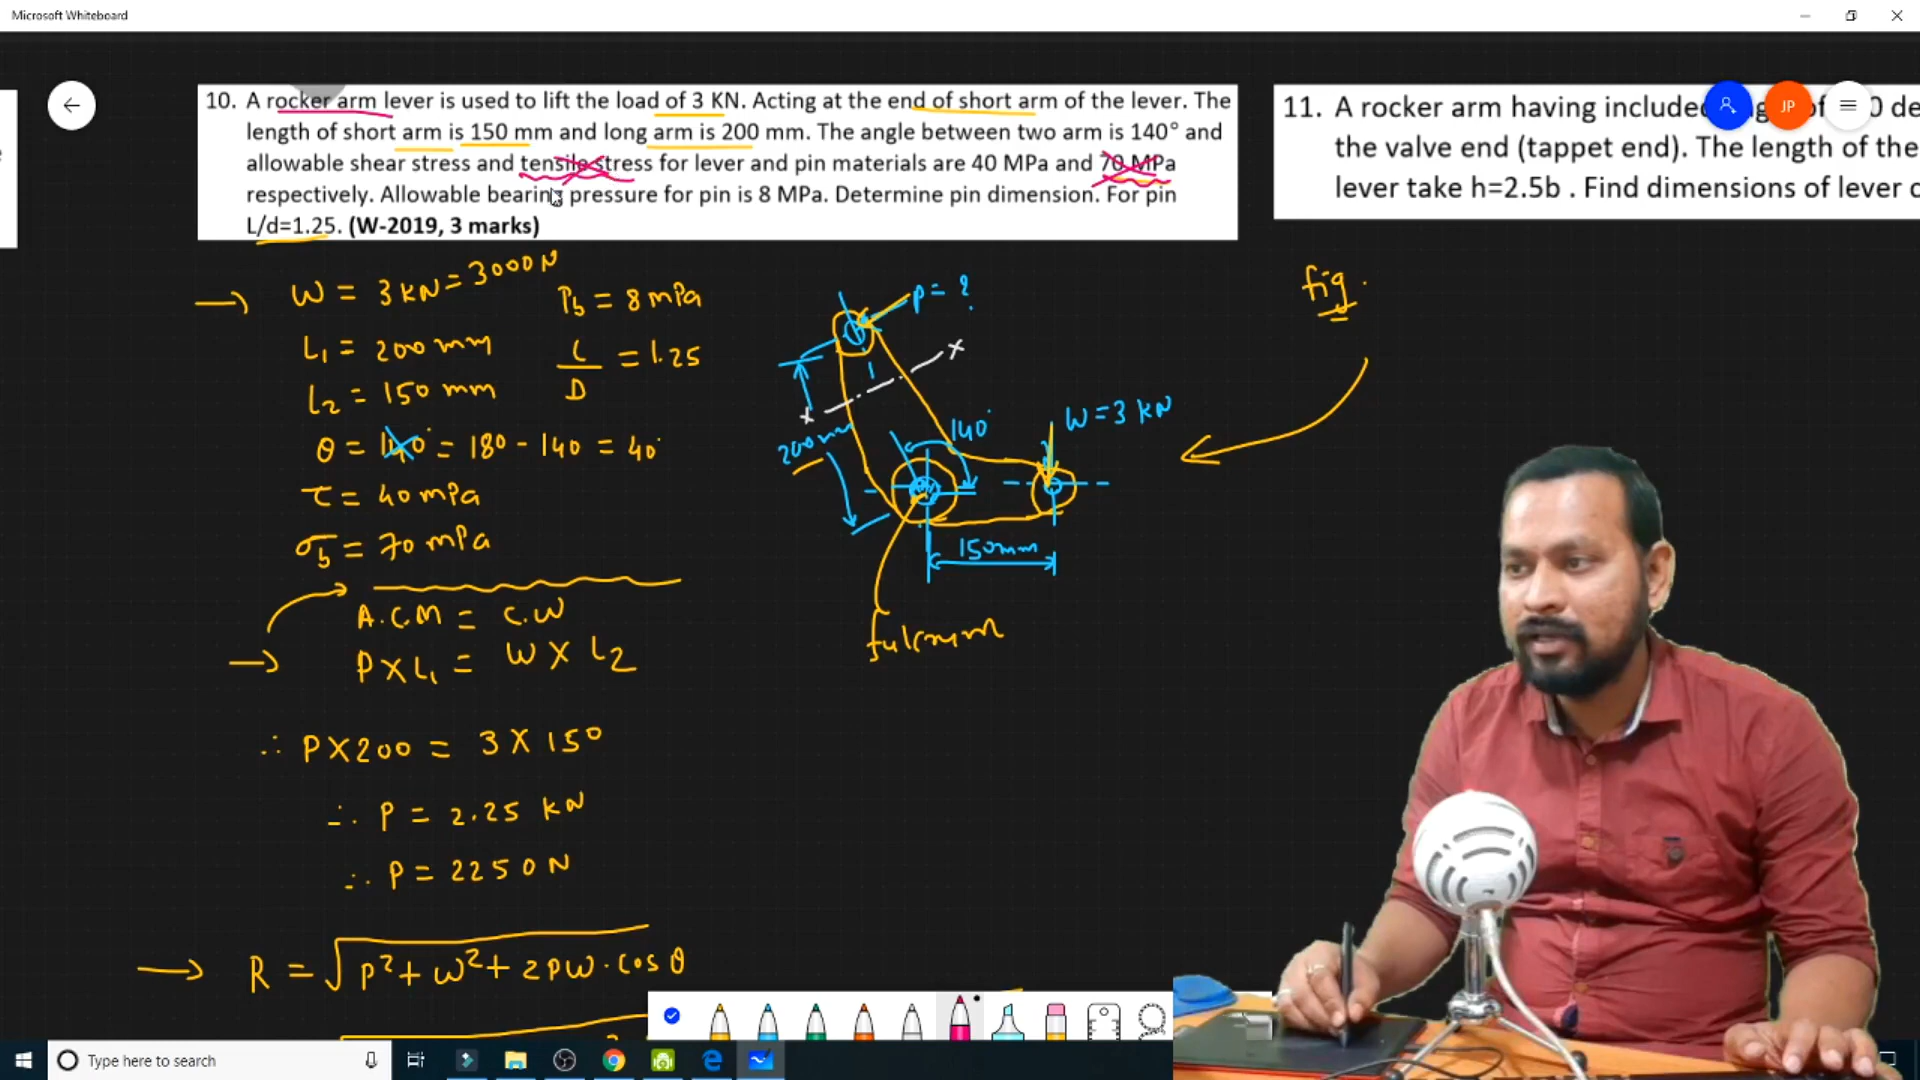 Microsoft Whiteboard
10. A rocker arm lever is used to lift the load of 3 KN. Acting at the end of short arm of the lever. The
length of short arm is 150 mm and long arm is 200 mm. The angle between two arm is 140° and
allowable shear stress and tensile stress for lever and pin materials are 40 MPa and 70 MPa
respectively. Allowable bearing pressure for pin is 8 MPa. Determine pin dimension. For pin
L/d=1.25. (W-2019, 3 marks)
11. A rocker arm having included
the valve end (tappet end). The length of the
lever take h=2.5b . Find dimensions of lever
JP
W = 3 KN = 3000 N
Pb = 8 mPa
L1 = 200 mm
L/D = 1.25
L2 = 150 mm
θ = 140° = 180 - 140 = 40°
τ = 40 mPa
σb = 70 mPa
A.C.M = C.W
P X L1 = W X L2
∴ P X 200 = 3 X 150
∴ P = 2.25 KN
∴ P = 2250 N
R = √P² + W² + 2PW . cos θ
P = ?
X
X
200 mm
140°
W = 3 KN
150mm
fulcrum
fig.
Type here to search